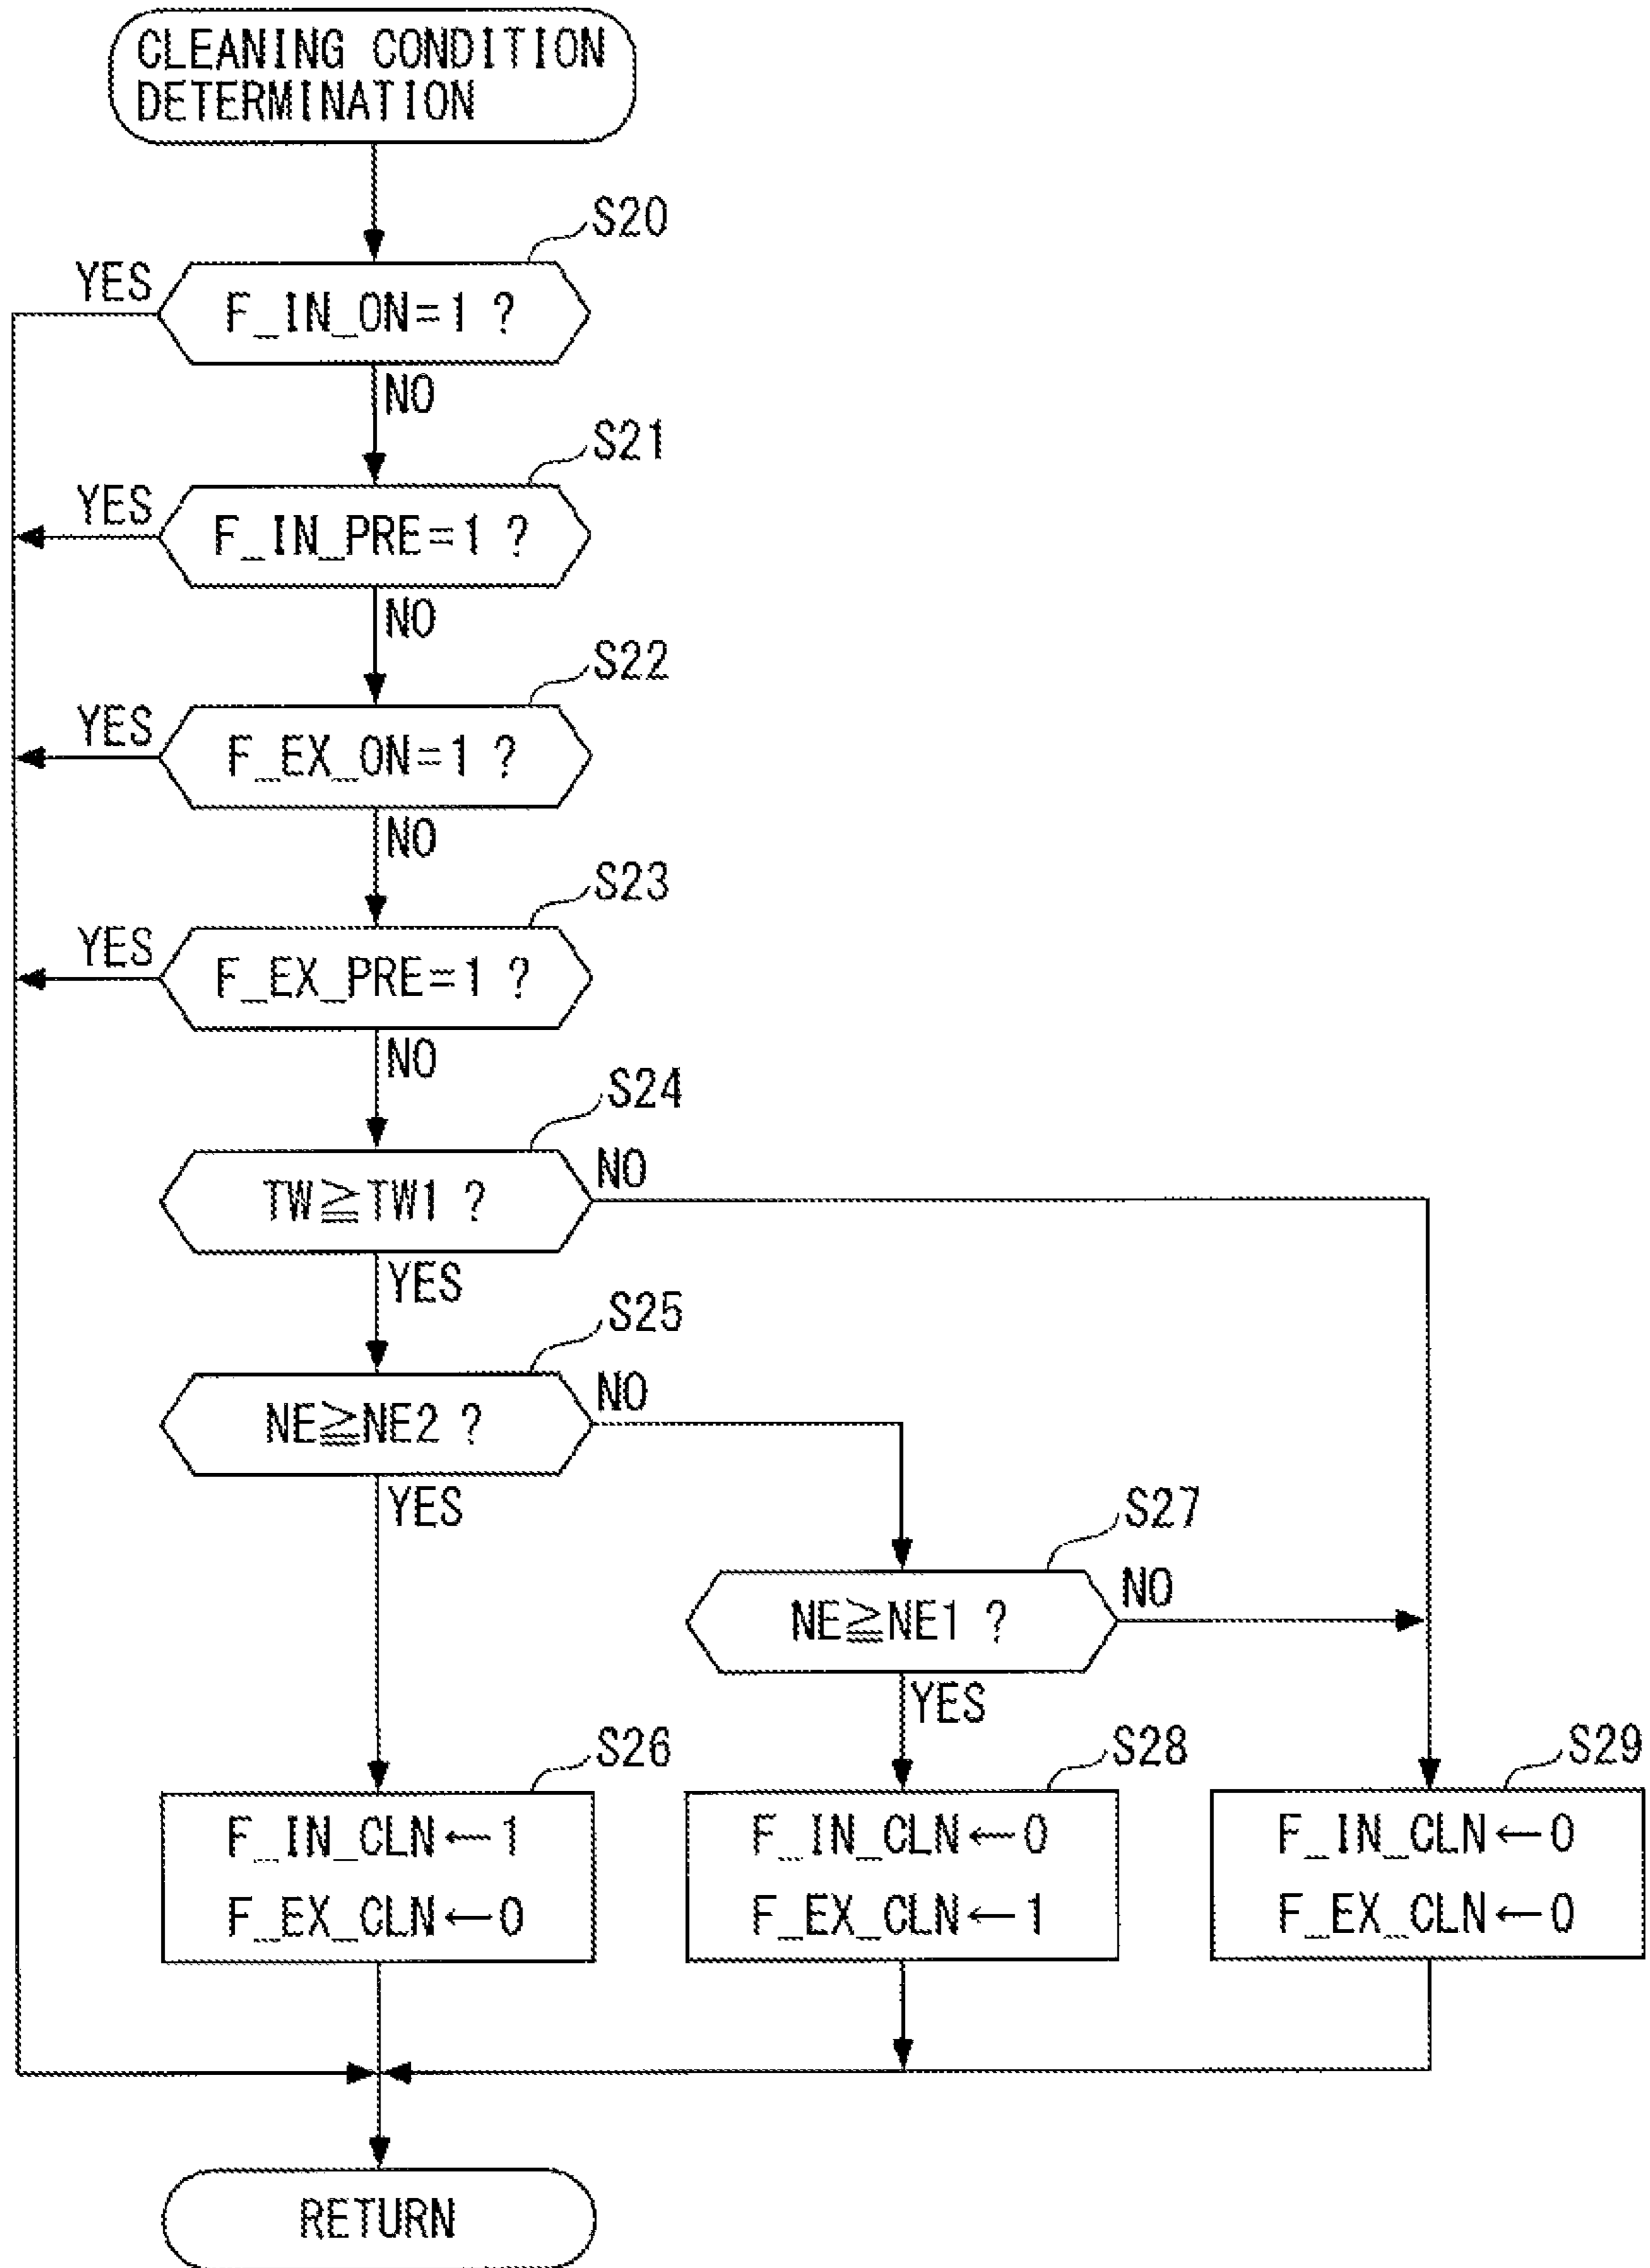 CLEANING CONDITION
DETERMINATION
S20
YES
F_IN_ON=1 ?
NO
S21
YES
F_IN_PRE=1 ?
NO
S22
YES
F_EX_ON=1 ?
NO
S23
YES
F_EX_PRE=1 ?
NO
S24
TW≧TW1 ?
NO
YES
S25
NE≧NE2 ?
NO
YES
S27
NE≧NE1 ?
NO
YES
S26
F_IN_CLN←1
F_EX_CLN←0
S28
F_IN_CLN←0
F_EX_CLN←1
S29
F_IN_CLN←0
F_EX_CLN←0
RETURN